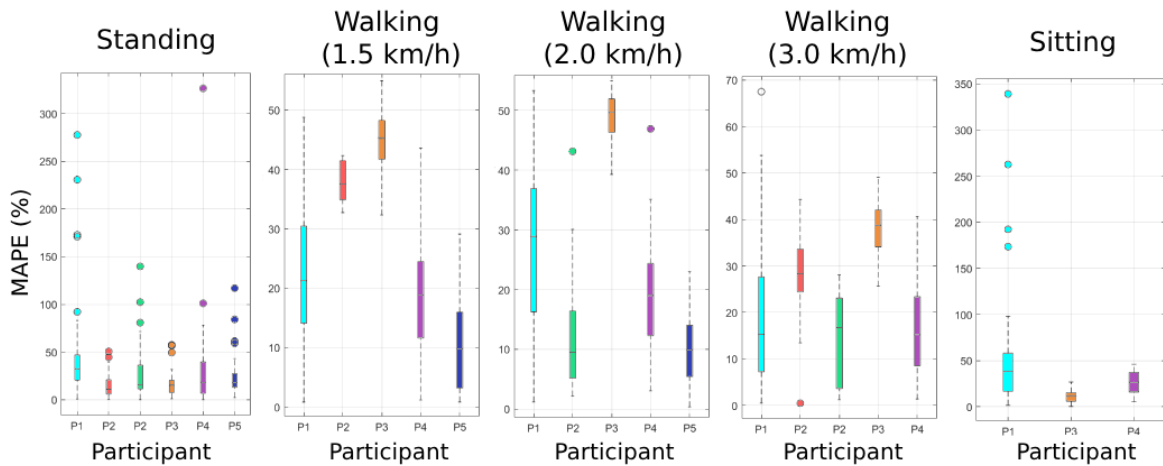 Standing
Walking
(1.5 km/h)
Walking
(2.0 km/h)
Walking
(3.0 km/h)
Sitting
MAPE (%)
300
250
200
150
100
50
0
P1 P2 P2 P3 P4 P5
Participant
50
40
30
20
10
0
P1 P2 P3 P4 P5
Participant
50
40
30
20
10
0
P1 P2 P3 P4 P5
Participant
70
60
50
40
30
20
10
0
P1 P2 P2 P3 P4
Participant
350
300
250
200
150
100
50
0
P1 P3 P4
Participant